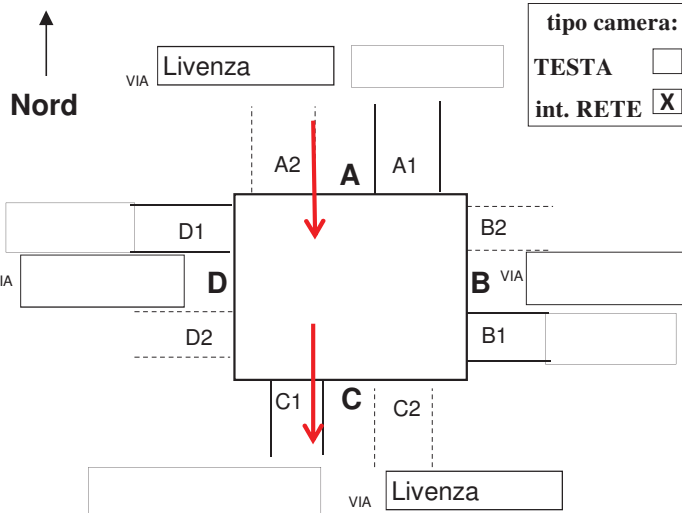 tipo camera:
VIA Livenza
TESTA
Nord
int. RETE X
A2 A A1
D1 B2
VIA D B VIA
D2 B1
C1 C C2
VIA Livenza